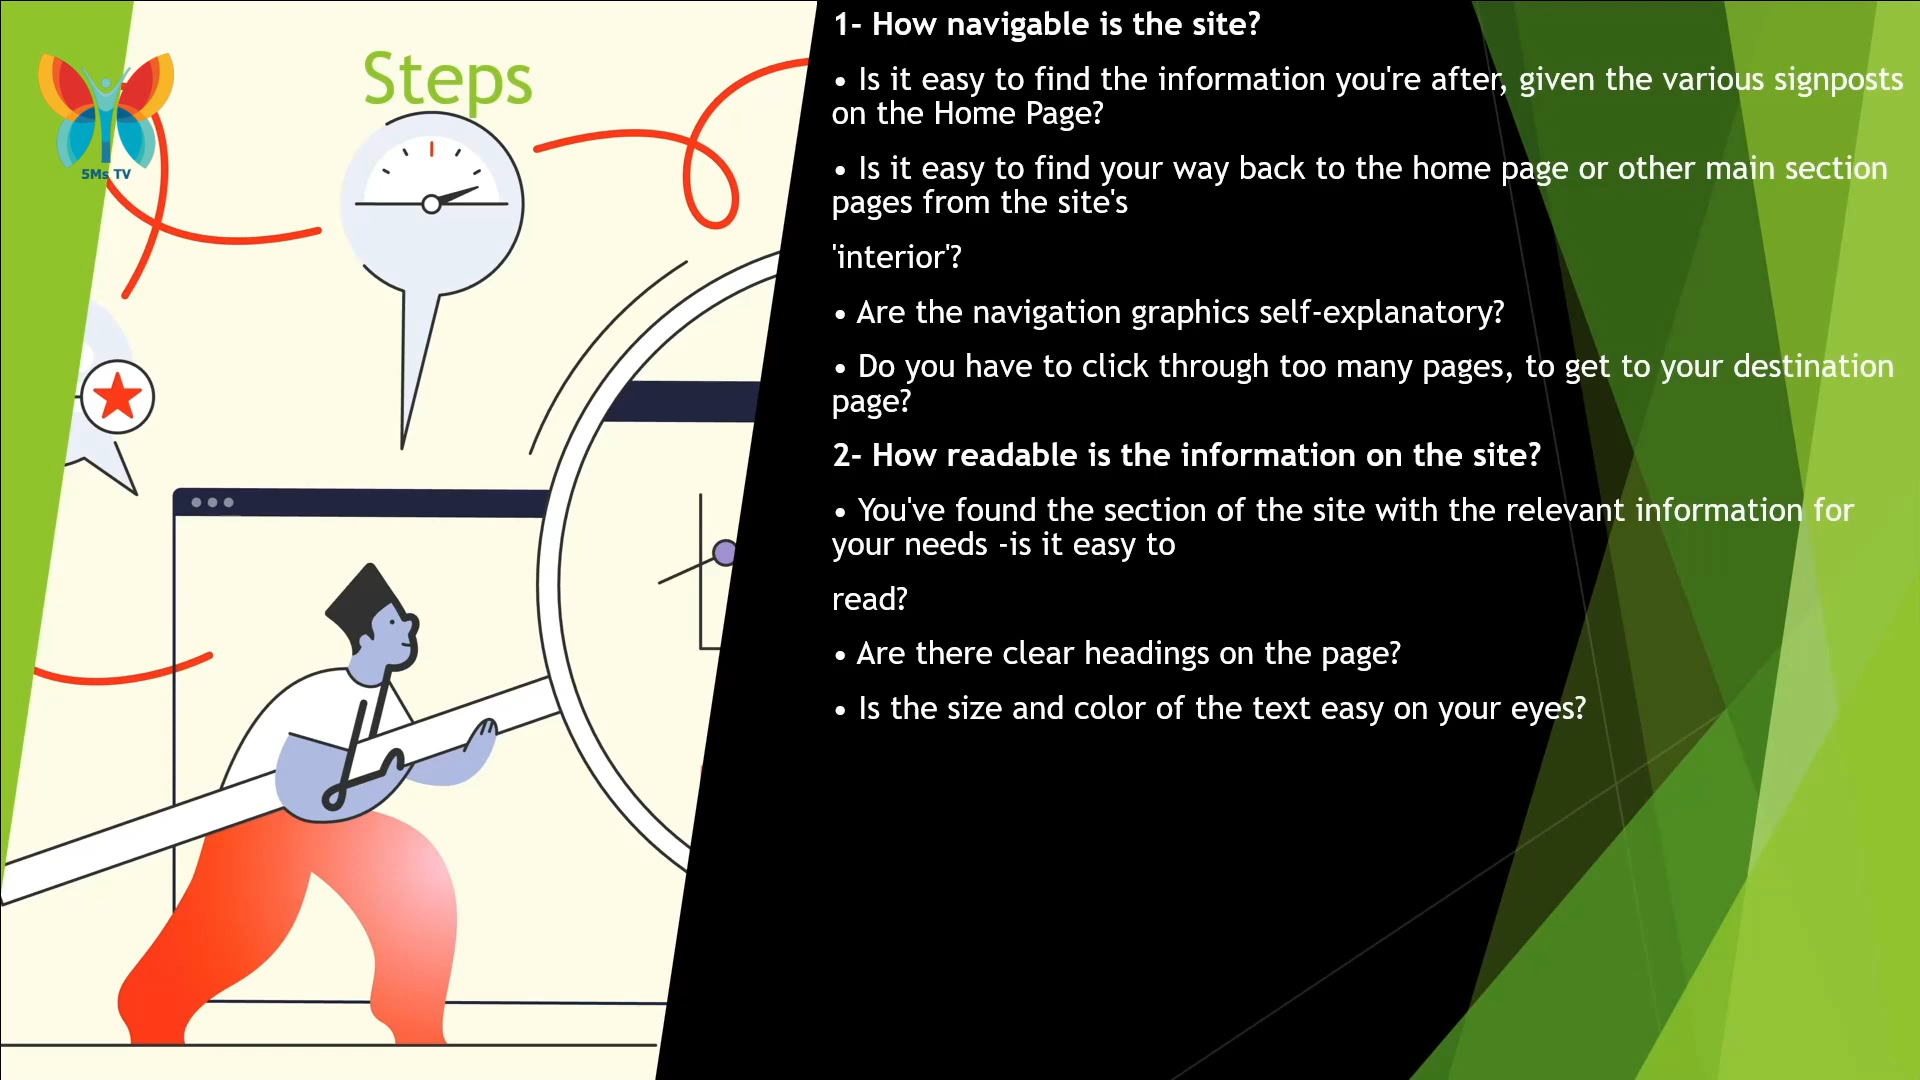 5Ms TV
Steps
1- How navigable is the site?
• Is it easy to find the information you're after, given the various signposts
on the Home Page?
• Is it easy to find your way back to the home page or other main section
pages from the site's
'interior'?
• Are the navigation graphics self-explanatory?
• Do you have to click through too many pages, to get to your destination
page?
2- How readable is the information on the site?
• You've found the section of the site with the relevant information for
your needs -is it easy to
read?
• Are there clear headings on the page?
• Is the size and color of the text easy on your eyes?